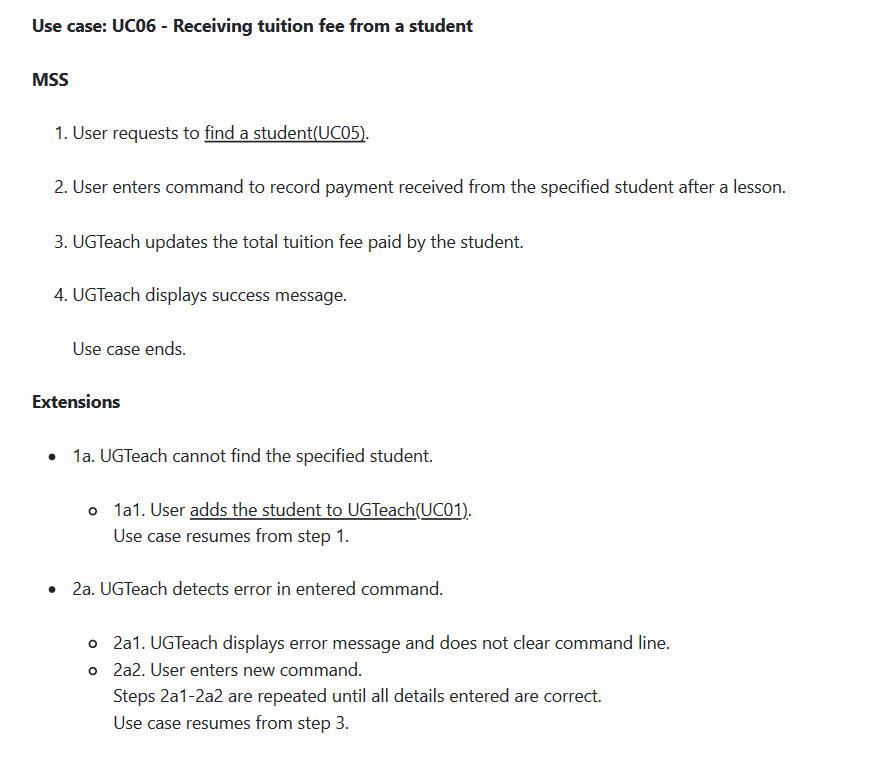 Use case: UC06 - Receiving tuition fee from a student
MSS
1. User requests to find a student(UC05).
2. User enters command to record payment received from the specified student after a lesson.
3. UGTeach updates the total tuition fee paid by the student.
4. UGTeach displays success message.
Use case ends.
Extensions
• 1a. UGTeach cannot find the specified student.
○ 1a1. User adds the student to UGTeach(UC01).
Use case resumes from step 1.
• 2a. UGTeach detects error in entered command.
○ 2a1. UGTeach displays error message and does not clear command line.
○ 2a2. User enters new command.
Steps 2a1-2a2 are repeated until all details entered are correct.
Use case resumes from step 3.